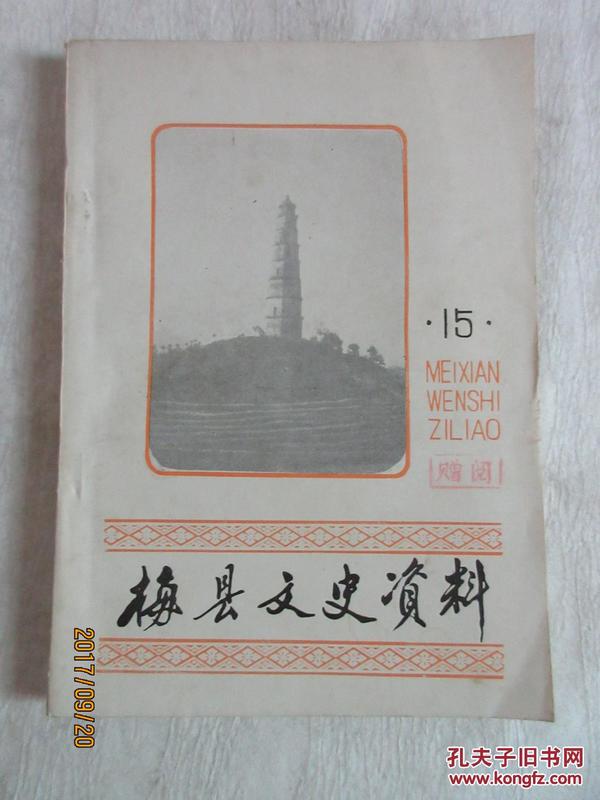 ·15·
MEIXIAN
WENSHI
ZILIAO
赠阅
梅县文史资料
2017/09/20
孔夫子旧书网
www.kongfz.com